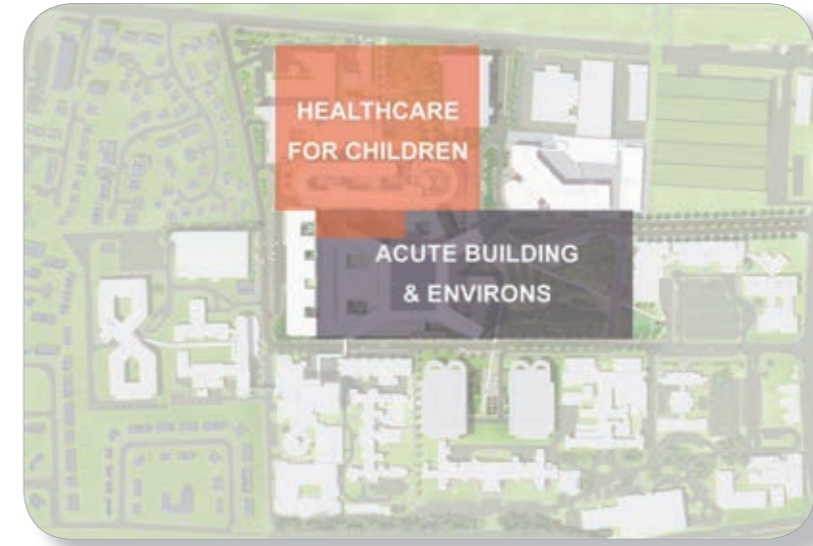 HEALTHCARE
FOR CHILDREN
ACUTE BUILDING
& ENVIRONS